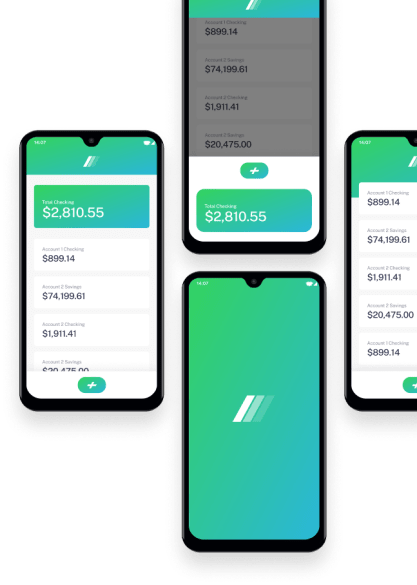 Account 1 Checking
$899.14
Account 2 Savings
$74,199.61
Account 2 Checking
$1,911.41
Account 2 Savings
$20,475.00
Total Checking
$2,810.55
14:07
Total Checking
$2,810.55
Account 1 Checking
$899.14
Account 2 Savings
$74,199.61
Account 2 Checking
$1,911.41
Account 2 Savings
$20,475.00
14:07
14:07
Account 1 Checking
$899.14
Account 2 Savings
$74,199.61
Account 2 Checking
$1,911.41
Account 2 Savings
$20,475.00
Account 1 Checking
$899.14